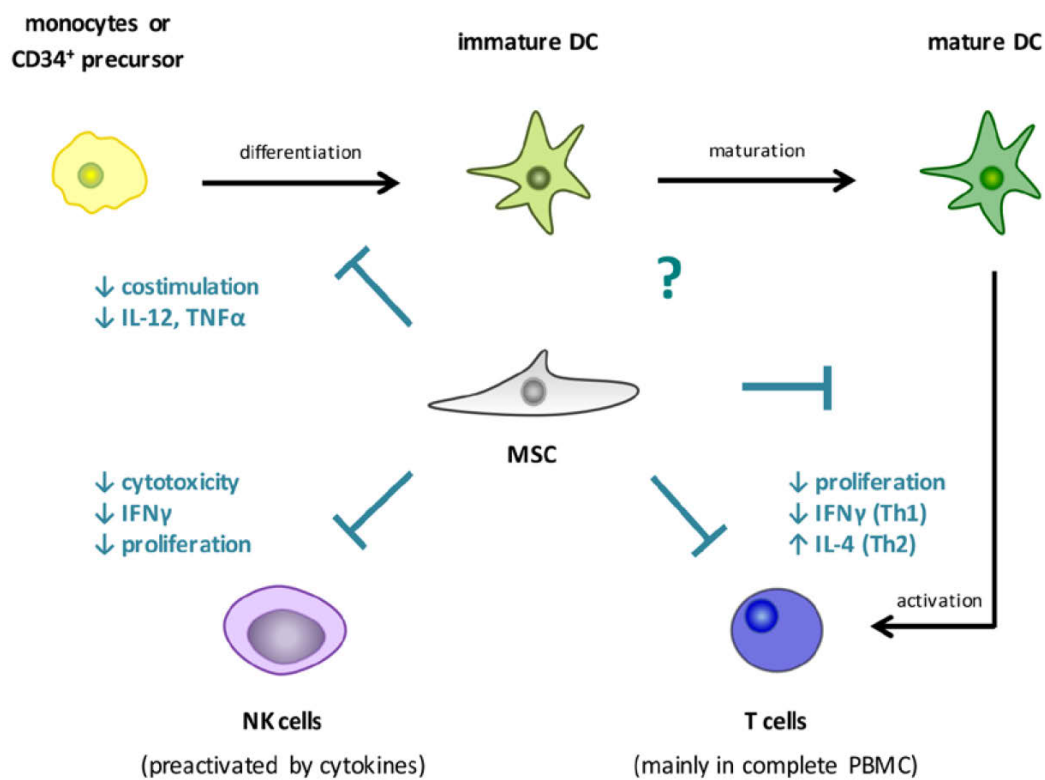 monocytes or
CD34⁺ precursor
immature DC
mature DC
differentiation
maturation
↓ costimulation
↓ IL-12, TNFα
?
MSC
↓ cytotoxicity
↓ IFNγ
↓ proliferation
↓ proliferation
↓ IFNγ (Th1)
↑ IL-4 (Th2)
activation
NK cells
(preactivated by cytokines)
T cells
(mainly in complete PBMC)